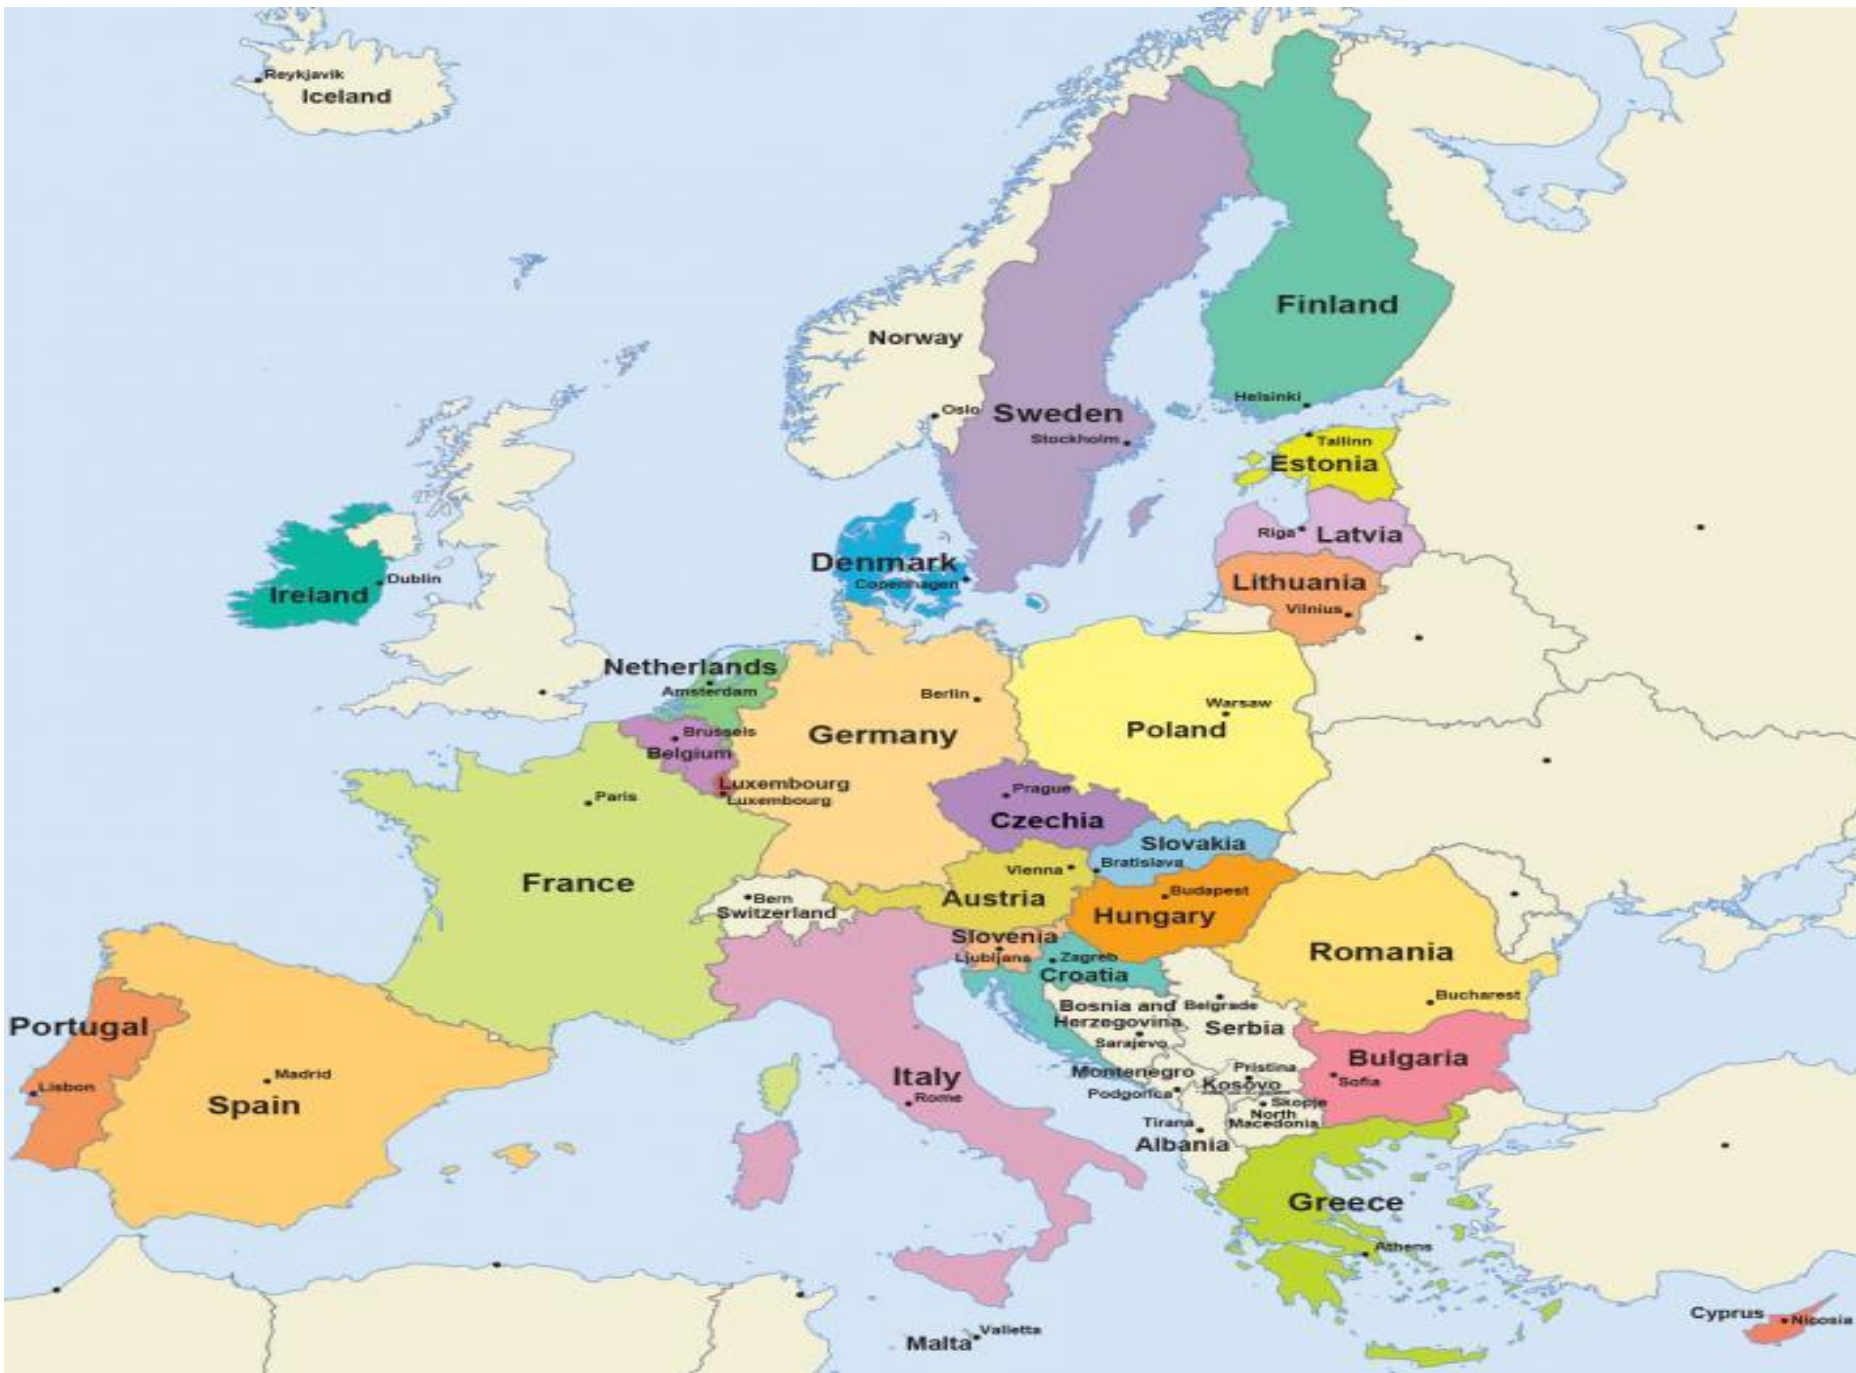 Reykjavik
Iceland
Finland
Norway
Helsinki
Oslo
Sweden
Stockholm
Tallinn
Estonia
Riga
Latvia
Denmark
Copenhagen
Dublin
Ireland
Lithuania
Vilnius
Netherlands
Amsterdam
Berlin
Warsaw
Poland
Germany
Brussels
Belgium
Luxembourg
Luxembourg
Paris
Prague
Czechia
Slovakia
Bratislava
Vienna
France
Austria
Budapest
Hungary
Bern
Switzerland
Slovenia
Ljubljana
Zagreb
Croatia
Romania
Bucharest
Bosnia and
Herzegovina
Sarajevo
Belgrade
Serbia
Portugal
Lisbon
Madrid
Spain
Italy
Rome
Montenegro
Podgorica
Pristina
Kosovo
Bulgaria
Sofia
Skopje
North
Macedonia
Tirana
Albania
Greece
Athens
Malta
Valletta
Cyprus
Nicosia